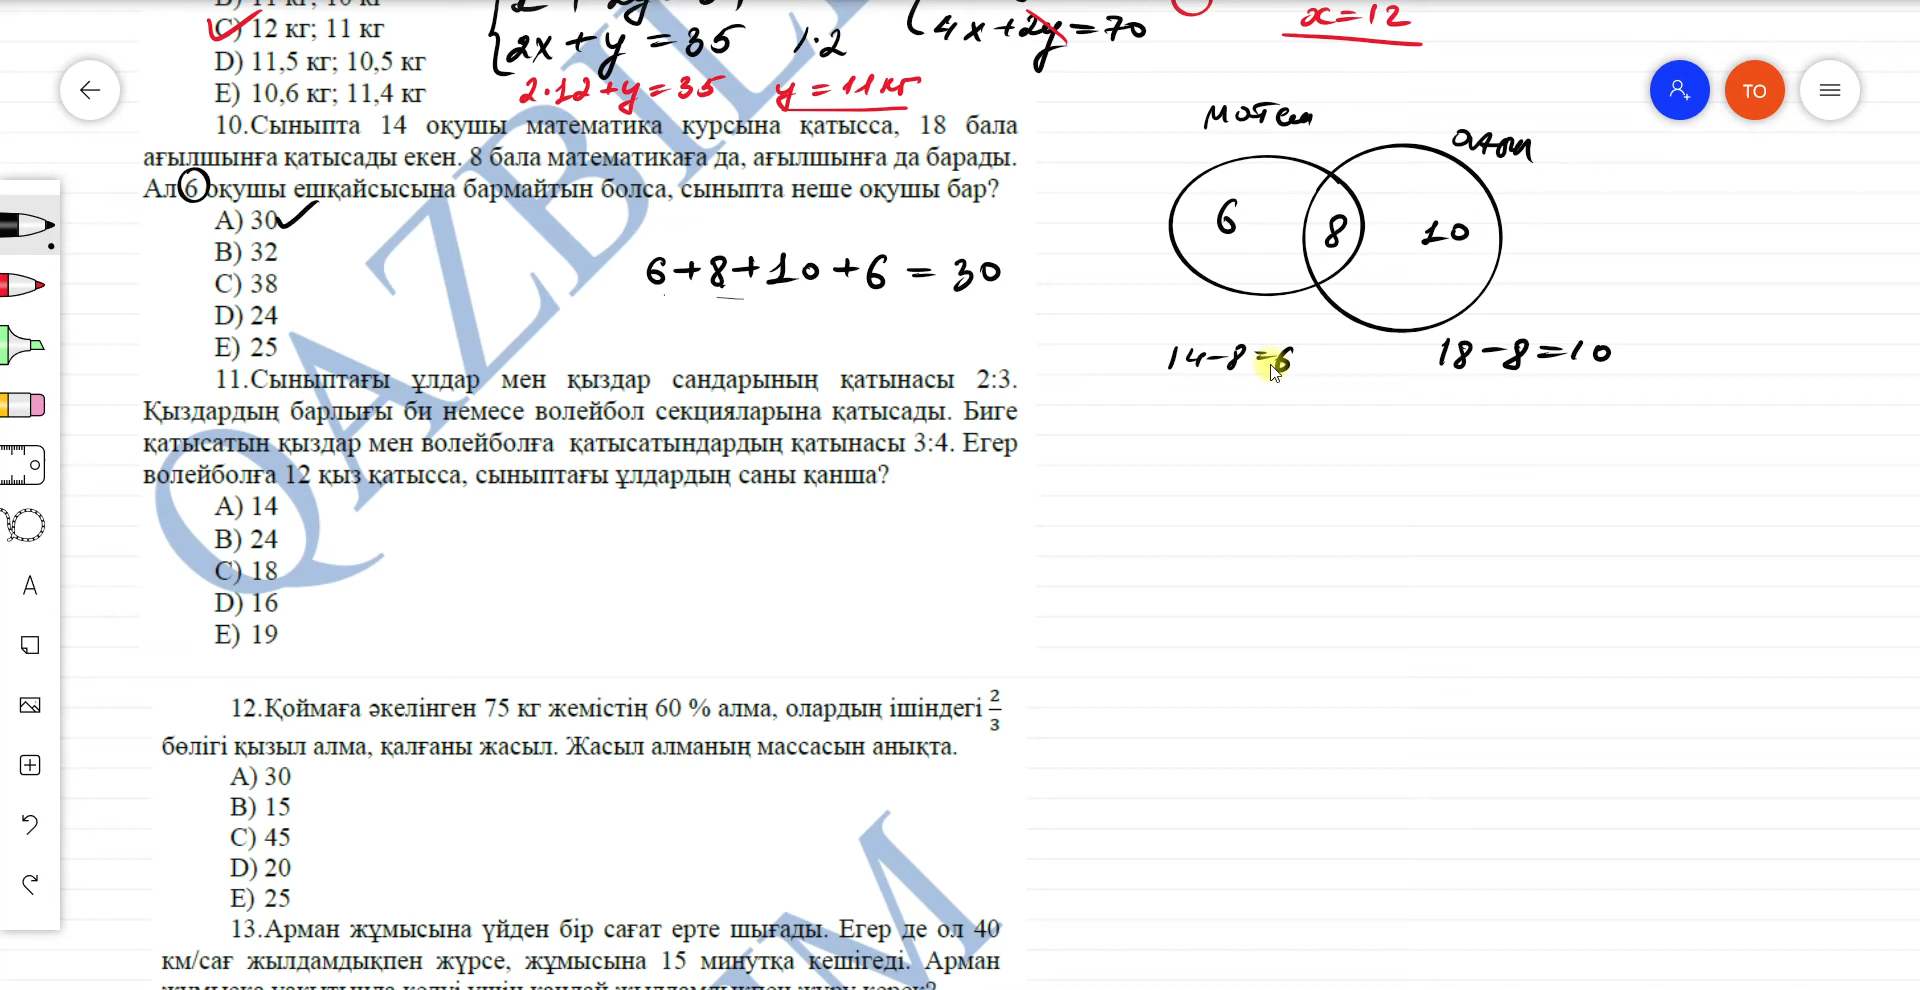 C) 12 кг; 11 кг
2x + y = 35 |·2
4x + 2y = 70
x = 12
D) 11,5 кг; 10,5 кг
E) 10,6 кг; 11,4 кг
2·12 + y = 35 y = 11 кг
TO
10.Сыныпта 14 оқушы математика курсына қатысса, 18 бала
ағылшынға қатысады екен. 8 бала математикаға да, ағылшынға да барады.
Ал 6 оқушы ешқайсысына бармайтын болса, сыныпта неше оқушы бар?
A) 30
B) 32
C) 38
D) 24
E) 25
6 + 8 + 10 + 6 = 30
6 8 10
14 – 8 = 6
18 – 8 = 10
11.Сыныптағы ұлдар мен қыздар сандарының қатынасы 2:3.
Қыздардың барлығы би немесе волейбол секцияларына қатысады. Биге
қатысатын қыздар мен волейболға қатысатындардың қатынасы 3:4. Егер
волейболға 12 қыз қатысса, сыныптағы ұлдардың саны қанша?
A) 14
B) 24
C) 18
D) 16
E) 19
12.Қоймаға әкелінген 75 кг жемістің 60 % алма, олардың ішіндегі 2/3
бөлігі қызыл алма, қалғаны жасыл. Жасыл алманың массасын анықта.
A) 30
B) 15
C) 45
D) 20
E) 25
13.Арман жұмысына үйден бір сағат ерте шығады. Егер де ол 40
км/сағ жылдамдықпен жүрсе, жұмысына 15 минутқа кешігеді. Арман
A